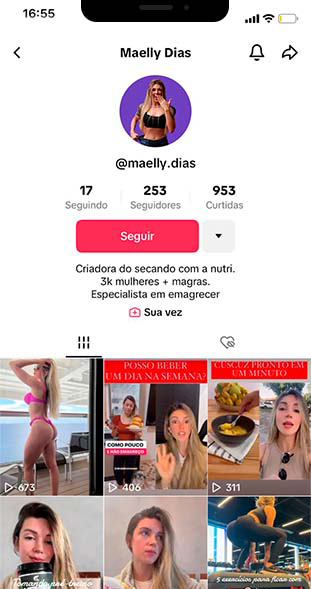 16:55
Maelly Dias
@maelly.dias
17
253
953
Seguindo
Seguidores
Curtidas
Seguir
Criadora do secando com a nutri.
3k mulheres + magras.
Especialista em emagrecer
Sua vez
POSSO BEBER
UM DIA NA SEMANA?
CUSCUZ PRONTO EM
UM MINUTO
COMO POUCO
E NÃO EMAGREÇO
673
406
311
Tomando pré-treino
5 exercícios para ficar com